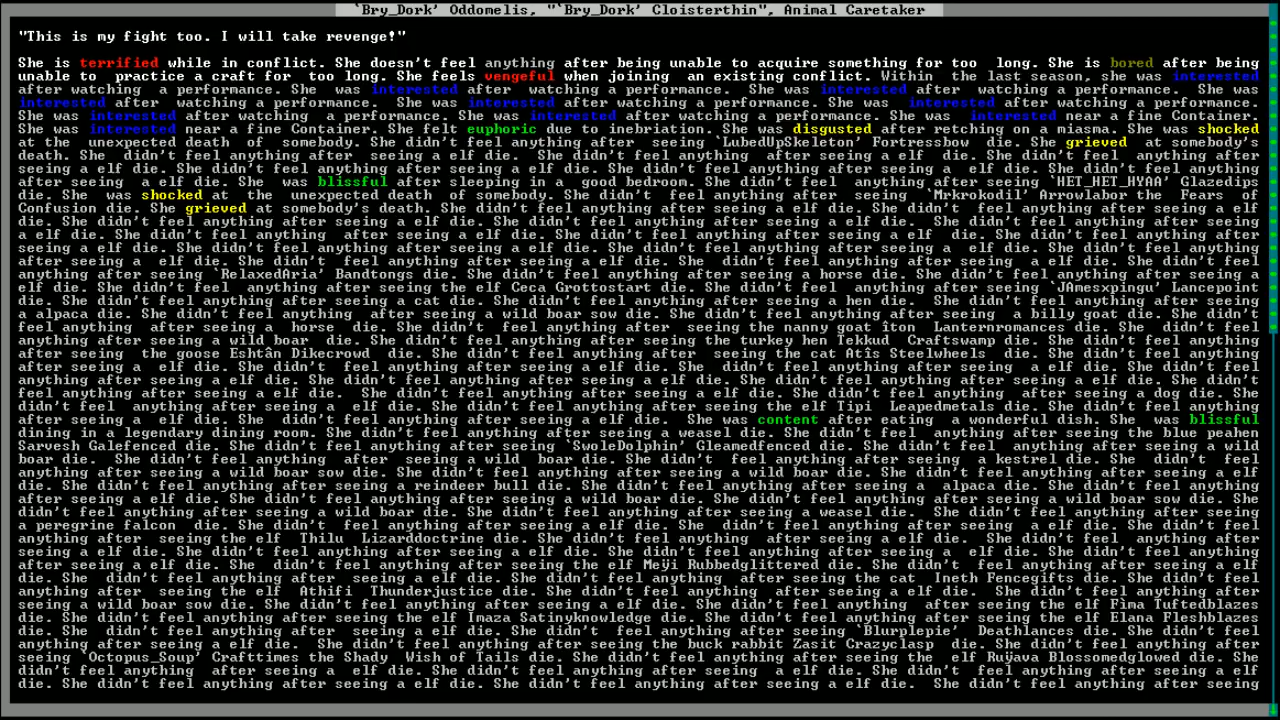 `Bry_Dork' Oddomelis, "`Bry_Dork' Cloisterthin", Animal Caretaker
"This is my fight too. I will take revenge!"
She is terrified while in conflict. She doesn't feel anything after being unable to acquire something for too long. She is bored after being
unable to practice a craft for too long. She feels vengeful when joining an existing conflict. Within the last season, she was interested
after watching a performance. She was interested after watching a performance. She was interested after watching a performance. She was
interested after watching a performance. She was interested after watching a performance. She was interested after watching a performance.
She was interested after watching a performance. She was interested after watching a performance. She was interested near a fine Container.
She was interested near a fine Container. She felt euphoric due to inebriation. She was disgusted after retching on a miasma. She was shocked
at the unexpected death of somebody. She didn't feel anything after seeing `LubedUpSkeleton' Fortressbow die. She grieved at somebody's
death. She didn't feel anything after seeing a elf die. She didn't feel anything after seeing a elf die. She didn't feel anything after
seeing a elf die. She didn't feel anything after seeing a elf die. She didn't feel anything after seeing a elf die. She didn't feel anything
after seeing a elf die. She was blissful after sleeping in a good bedroom. She didn't feel anything after seeing `HET_HET_HYAA' Glazedips
die. She was shocked at the unexpected death of somebody. She didn't feel anything after seeing `Mrkrokodil' Arrowlabor the Fears of
Confusion die. She grieved at somebody's death. She didn't feel anything after seeing a elf die. She didn't feel anything after seeing a elf
die. She didn't feel anything after seeing a elf die. She didn't feel anything after seeing a elf die. She didn't feel anything after seeing
a elf die. She didn't feel anything after seeing a elf die. She didn't feel anything after seeing a elf die. She didn't feel anything after
seeing a elf die. She didn't feel anything after seeing a elf die. She didn't feel anything after seeing a elf die. She didn't feel anything
after seeing a elf die. She didn't feel anything after seeing a elf die. She didn't feel anything after seeing a elf die. She didn't feel
anything after seeing `RelaxedAria' Bandtongs die. She didn't feel anything after seeing a horse die. She didn't feel anything after seeing a
elf die. She didn't feel anything after seeing the elf Ceca Grottostart die. She didn't feel anything after seeing `JAmesxpingu' Lancepoint
die. She didn't feel anything after seeing a cat die. She didn't feel anything after seeing a hen die. She didn't feel anything after seeing
a alpaca die. She didn't feel anything after seeing a wild boar sow die. She didn't feel anything after seeing a billy goat die. She didn't
feel anything after seeing a horse die. She didn't feel anything after seeing the nanny goat îton Lanternromances die. She didn't feel
anything after seeing a wild boar die. She didn't feel anything after seeing the turkey hen Tekkud Craftswamp die. She didn't feel anything
after seeing the goose Eshtân Dikecrowd die. She didn't feel anything after seeing the cat Atîs Steelwheels die. She didn't feel anything
after seeing a elf die. She didn't feel anything after seeing a elf die. She didn't feel anything after seeing a elf die. She didn't feel
anything after seeing a elf die. She didn't feel anything after seeing a elf die. She didn't feel anything after seeing a elf die. She didn't
feel anything after seeing a elf die. She didn't feel anything after seeing a elf die. She didn't feel anything after seeing a dog die. She
didn't feel anything after seeing a elf die. She didn't feel anything after seeing the elf Tipi Leapedmetals die. She didn't feel anything
after seeing a elf die. She didn't feel anything after seeing a elf die. She was content after eating a wonderful dish. She was blissful
dining in a legendary dining room. She didn't feel anything after seeing a weasel die. She didn't feel anything after seeing the blue peahen
Sarvesh Galefenced die. She didn't feel anything after seeing `SwoleDolphin' Gleamedfence die. She didn't feel anything after seeing a wild
boar die. She didn't feel anything after seeing a wild boar die. She didn't feel anything after seeing a kestrel die. She didn't feel
anything after seeing a wild boar sow die. She didn't feel anything after seeing a wild boar die. She didn't feel anything after seeing a elf
die. She didn't feel anything after seeing a reindeer bull die. She didn't feel anything after seeing a alpaca die. She didn't feel anything
after seeing a elf die. She didn't feel anything after seeing a wild boar die. She didn't feel anything after seeing a wild boar sow die. She
didn't feel anything after seeing a wild boar die. She didn't feel anything after seeing a weasel die. She didn't feel anything after seeing
a peregrine falcon die. She didn't feel anything after seeing a elf die. She didn't feel anything after seeing a elf die. She didn't feel
anything after seeing the elf Thilu Lizarddoctrine die. She didn't feel anything after seeing a elf die. She didn't feel anything after
seeing a elf die. She didn't feel anything after seeing a elf die. She didn't feel anything after seeing a elf die. She didn't feel anything
after seeing a elf die. She didn't feel anything after seeing the elf Meÿi Rubbedglittered die. She didn't feel anything after seeing a elf
die. She didn't feel anything after seeing a elf die. She didn't feel anything after seeing the cat Ineth Fencegifts die. She didn't feel
anything after seeing the elf Athifi Thunderjustice die. She didn't feel anything after seeing a elf die. She didn't feel anything after
seeing a wild boar sow die. She didn't feel anything after seeing a elf die. She didn't feel anything after seeing the elf Fima Tuftedblazes
die. She didn't feel anything after seeing the elf Imaza Satinyknowledge die. She didn't feel anything after seeing the elf Elana Fleshblazes
die. She didn't feel anything after seeing a elf die. She didn't feel anything after seeing `Blurplepie' Deathlances die. She didn't feel
anything after seeing a elf die. She didn't feel anything after seeing the buck rabbit Zasit Crazyclasp die. She didn't feel anything after
seeing `Octopus_Soup' Crafttimes the Shady Wish of Tails die. She didn't feel anything after seeing the elf Ruÿava Blossomedglowed die. She
didn't feel anything after seeing a elf die. She didn't feel anything after seeing a elf die. She didn't feel anything after seeing a elf
die. She didn't feel anything after seeing a elf die. She didn't feel anything after seeing a elf die. She didn't feel anything after seeing